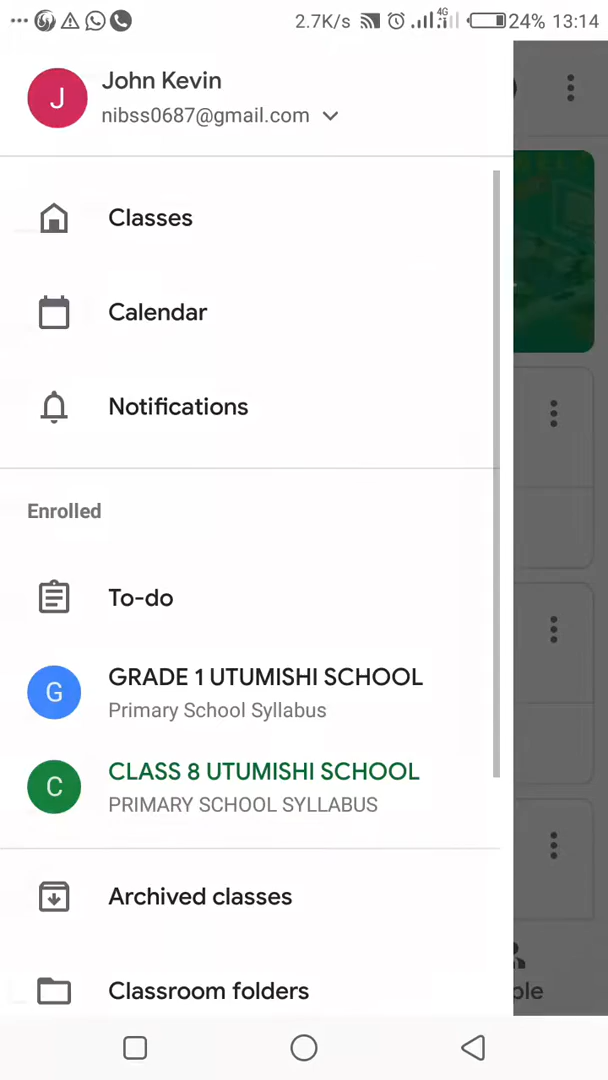 2.7K/s 4G 24% 13:14
J John Kevin
nibss0687@gmail.com
Classes
Calendar
Notifications
Enrolled
To-do
G GRADE 1 UTUMISHI SCHOOL
Primary School Syllabus
C CLASS 8 UTUMISHI SCHOOL
PRIMARY SCHOOL SYLLABUS
Archived classes
Classroom folders